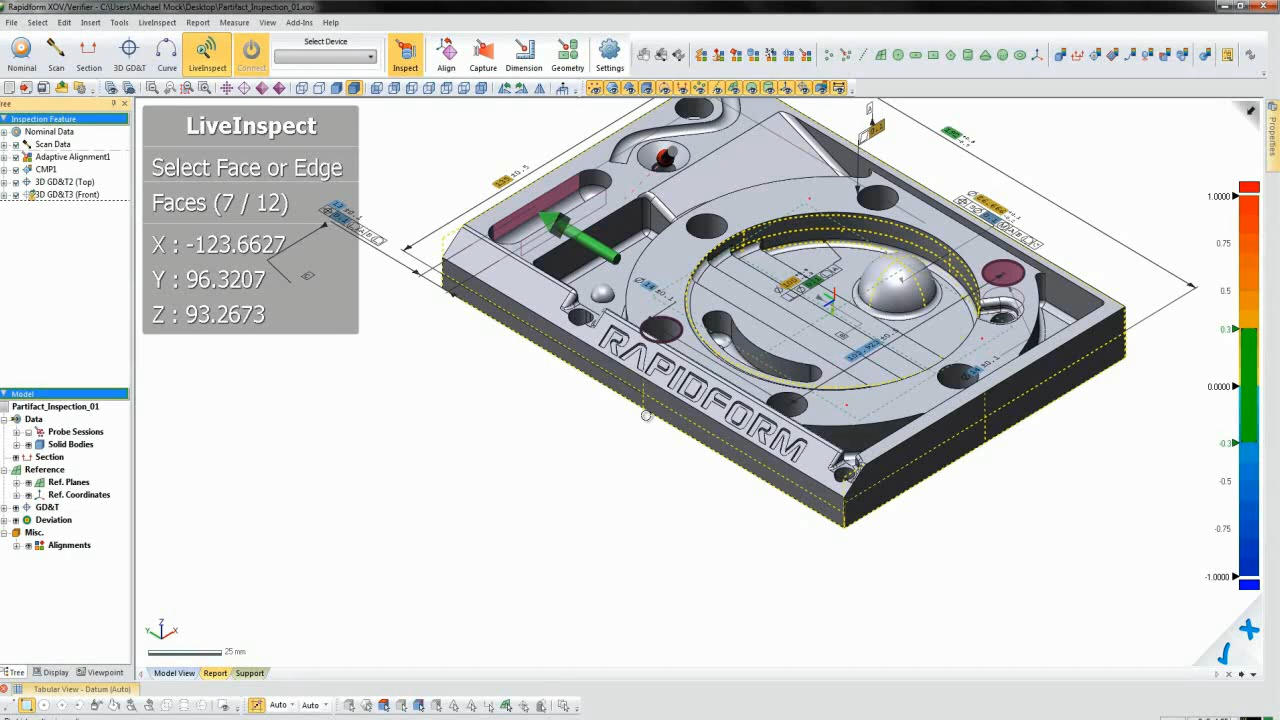 Rapidform XOV/Verifier - C:\Users\Michael Mock\Desktop\Partifact_Inspection_01.xov
File Select Edit Insert Tools LiveInspect Report Measure View Add-Ins Help
Select Device
Nominal Scan Section 3D GD&T Curve LiveInspect Connect Inspect Align Capture Dimension Geometry Settings
Tree
Inspection Feature
Nominal Data
Scan Data
Adaptive Alignment1
CMP1
3D GD&T2 (Top)
3D GD&T3 (Front)
LiveInspect
Select Face or Edge
Faces (7 / 12)
X : -123.6627
Y : 96.3207
Z : 93.2673
RAPIDFORM
Properties
1.0000
0.75
0.5
0.3
0.0000
-0.3
-0.5
-0.75
-1.0000
Model
Partifact_Inspection_01
Data
Probe Sessions
Solid Bodies
Section
Reference
Ref. Planes
Ref. Coordinates
GD&T
Deviation
Misc.
Alignments
Z
Y X
25 mm
Tree Display Viewpoint
Model View Report Support
Tabular View - Datum (Auto)
Auto Auto